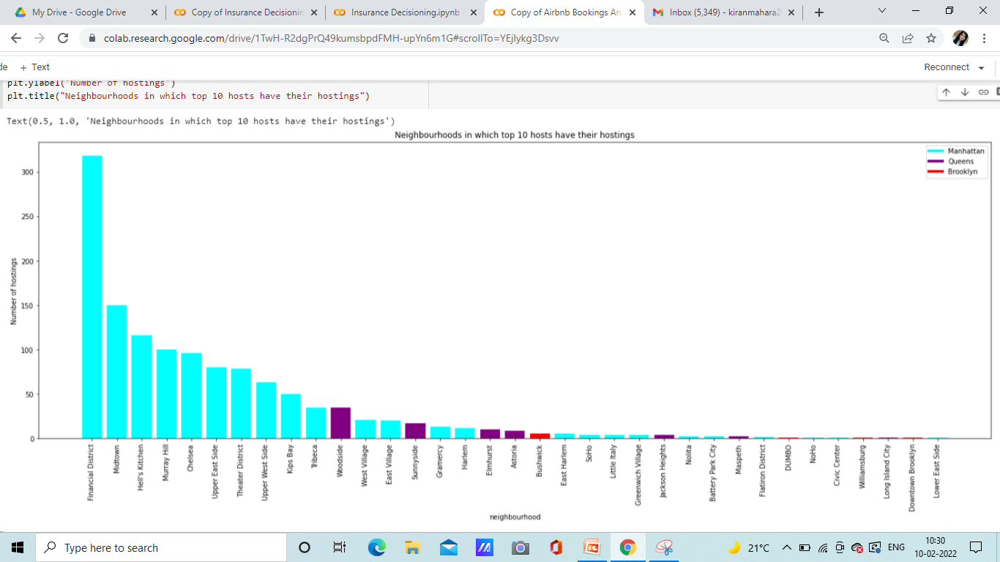 My Drive - Google Drive
Copy of Insurance Decisionin
Insurance Decisioning.ipynb
Copy of Airbnb Bookings An
Inbox (5,349) - kiranmahara2
colab.research.google.com/drive/1TwH-R2dgPrQ49kumsbpdFMH-upYn6m1G#scrollTo=YEjlykg3Dsvv
de + Text
Reconnect
plt.ylabel('Number of hostings')
plt.title("Neighbourhoods in which top 10 hosts have their hostings")
Text(0.5, 1.0, 'Neighbourhoods in which top 10 hosts have their hostings')
Neighbourhoods in which top 10 hosts have their hostings
Manhattan
Queens
Brooklyn
Number of hostings
300
250
200
150
100
50
0
Financial District
Midtown
Hell's Kitchen
Murray Hill
Chelsea
Upper East Side
Theater District
Upper West Side
Kips Bay
Tribeca
Woodside
West Village
East Village
Sunnyside
Gramercy
Harlem
Elmhurst
Astoria
Bushwick
East Harlem
SoHo
Little Italy
Greenwich Village
Jackson Heights
Nolita
Battery Park City
Maspeth
Flatiron District
DUMBO
NoHo
Civic Center
Williamsburg
Long Island City
Downtown Brooklyn
Lower East Side
neighbourhood
Type here to search
21°C
ENG
10:30
10-02-2022